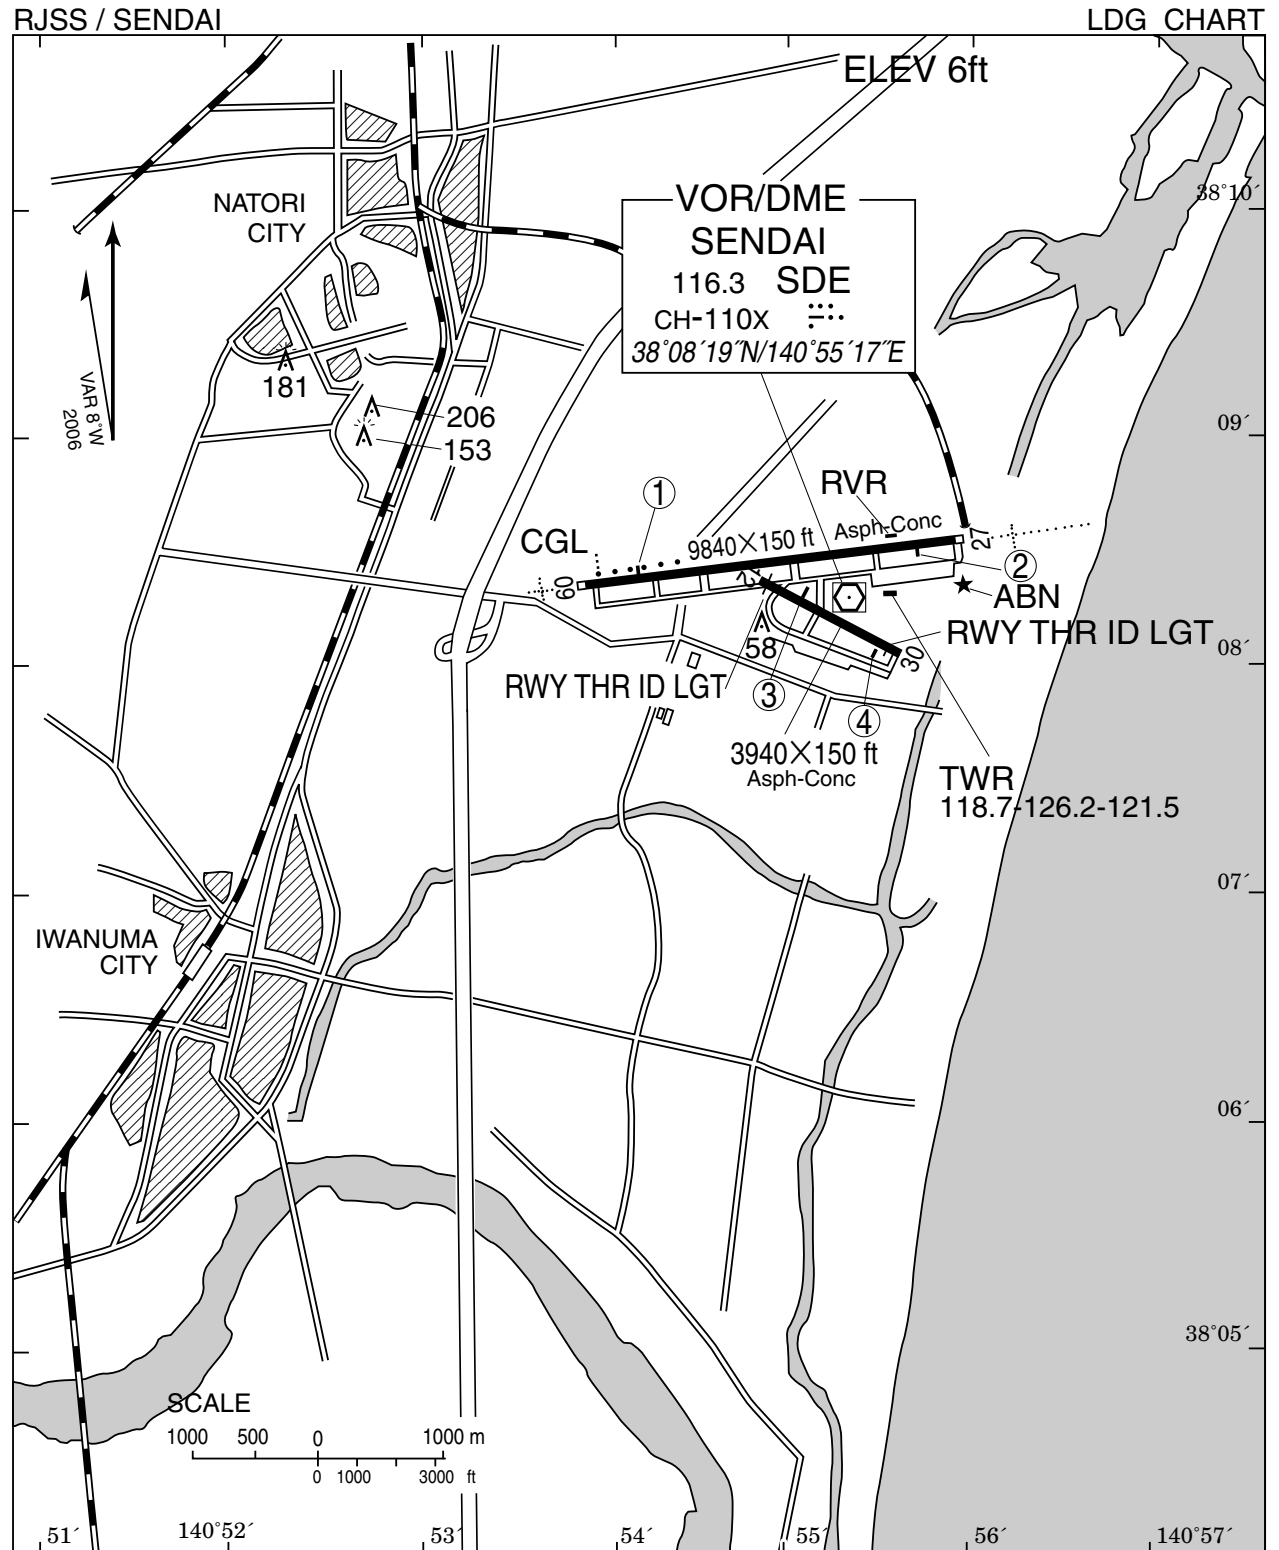 RJSS / SENDAI
LDG CHART
ELEV 6ft
38°10´
NATORI
CITY
VOR/DME
SENDAI
116.3 SDE
CH-110X
38°08´19˝N/140°55´17˝E
VAR 8°W
2006
181
206
153
09´
RVR
①
CGL
9840×150 ft
Asph-Conc
09
27
12
②
ABN
RWY THR ID LGT
58
30
08´
RWY THR ID LGT
③
④
3940×150 ft
Asph-Conc
TWR
118.7-126.2-121.5
07´
IWANUMA
CITY
06´
38°05´
SCALE
1000 500 0 1000 m
0 1000 3000 ft
51´ 140°52´ 53´ 54´ 55´ 56´ 140°57´